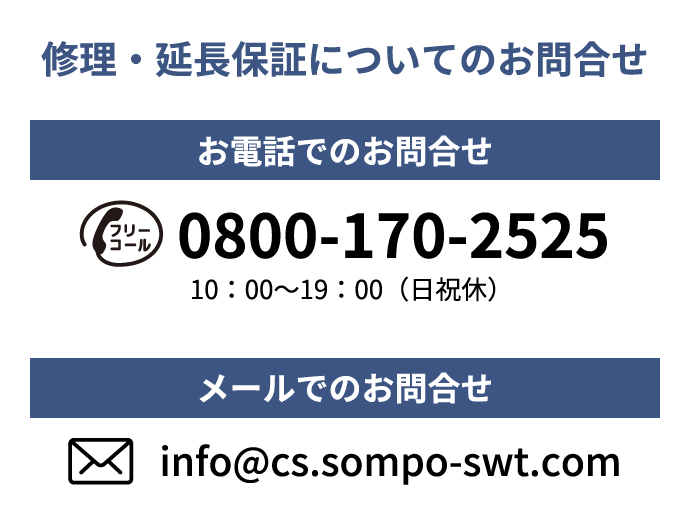 修理・延長保証についてのお問合せ
お電話でのお問合せ
フリー
コール
0800-170-2525
10：00～19：00（日祝休）
メールでのお問合せ
info@cs.sompo-swt.com